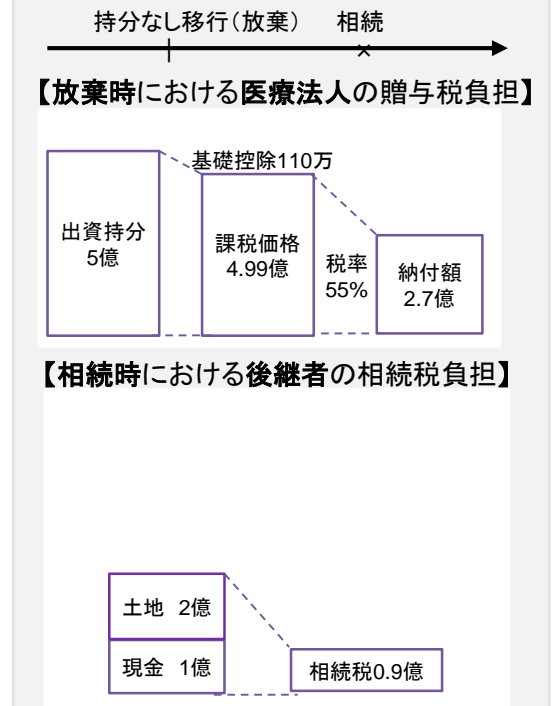 持分なし移行(放棄) 相続
【放棄時における医療法人の贈与税負担】
基礎控除110万
出資持分
5億
課税価格
4.99億
税率
55%
納付額
2.7億
【相続時における後継者の相続税負担】
土地 2億
現金 1億
相続税0.9億